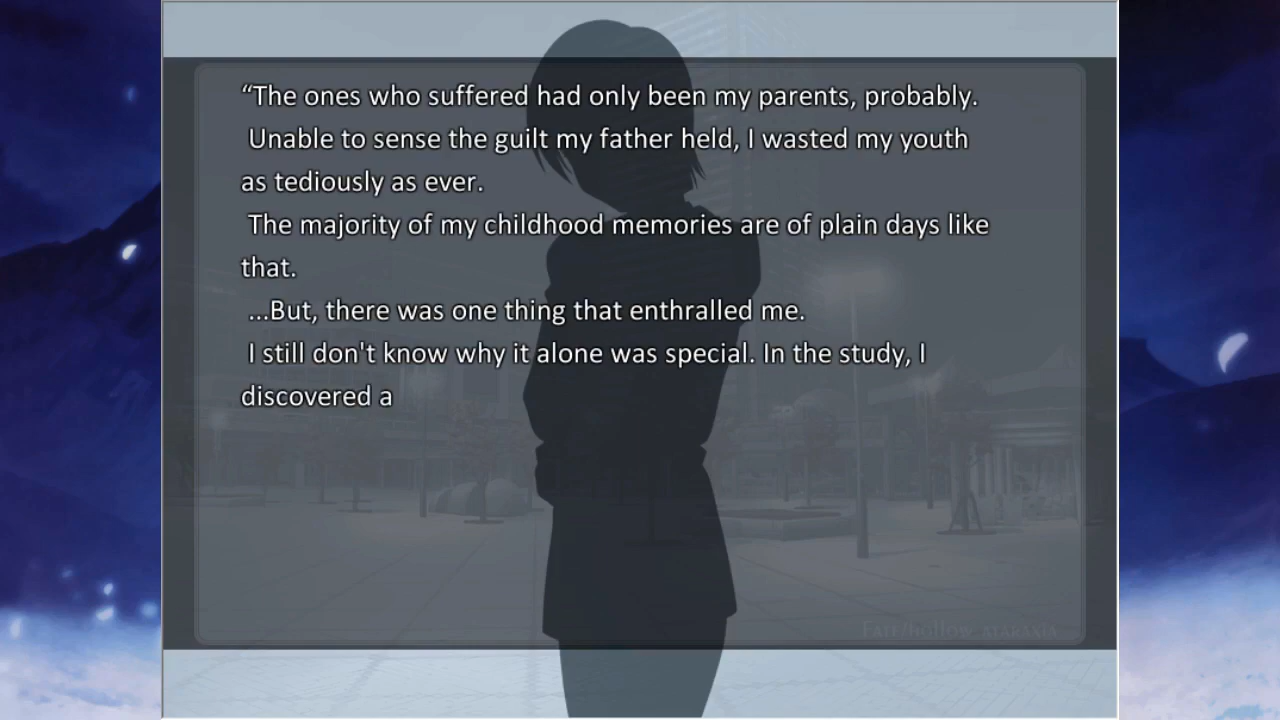 “The ones who suffered had only been my parents, probably.
Unable to sense the guilt my father held, I wasted my youth
as tediously as ever.
The majority of my childhood memories are of plain days like
that.
...But, there was one thing that enthralled me.
I still don't know why it alone was special. In the study, I
discovered a
Fate/hollow ataraxia